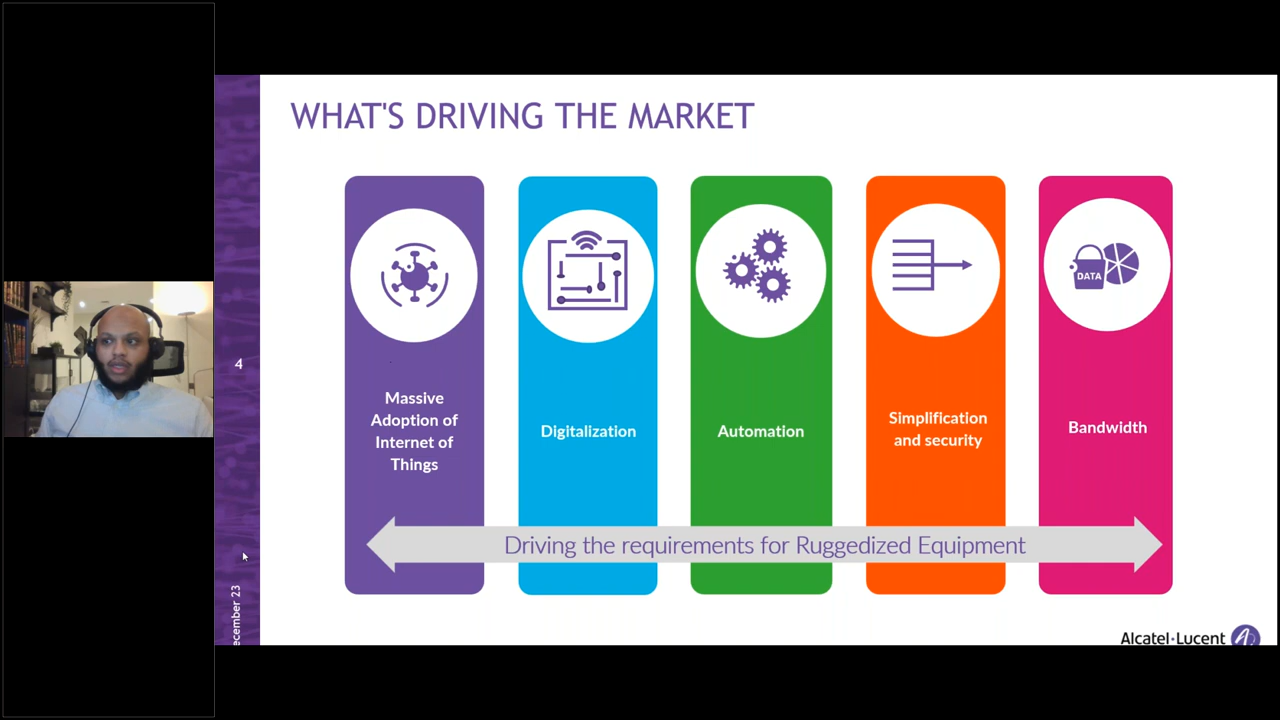 WHAT'S DRIVING THE MARKET
DATA
Massive
Adoption of
Internet of
Things
Digitalization
Automation
Simplification
and security
Bandwidth
Driving the requirements for Ruggedized Equipment
4
ecember 23
Alcatel·Lucent